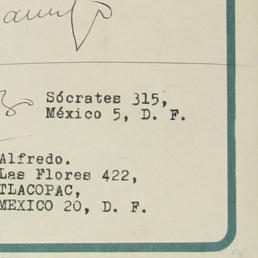 Sócrates 315,
México 5, D. F.
Alfredo.
Las Flores 422,
TLACOPAC,
MEXICO 20, D. F.